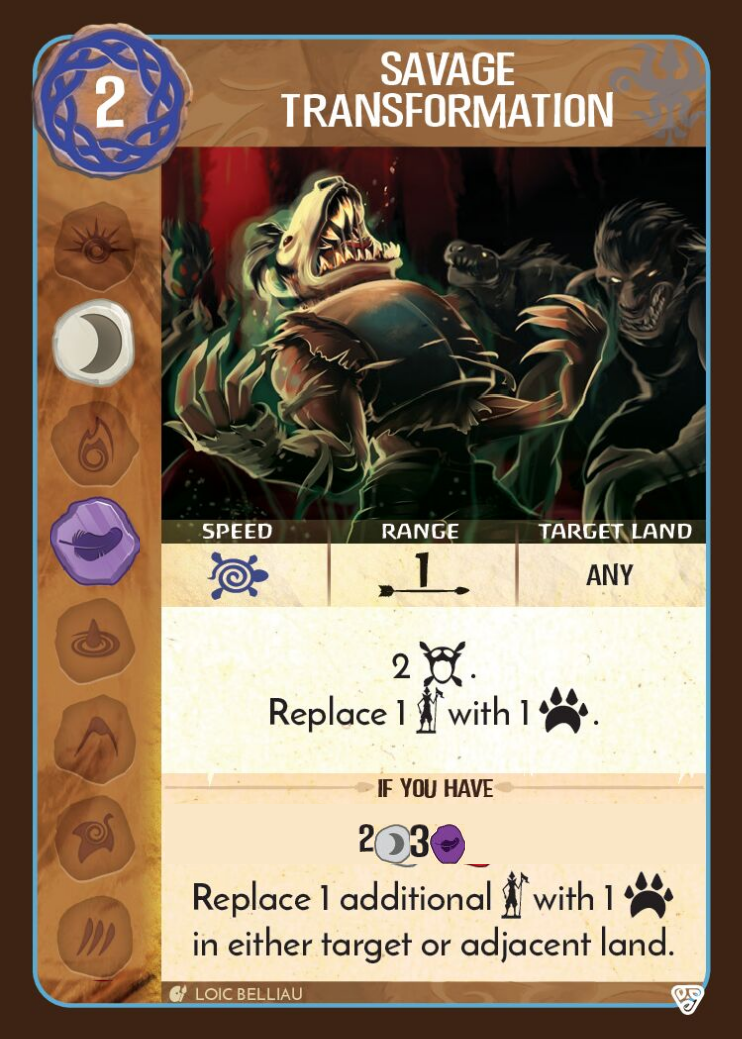 2
SAVAGE
TRANSFORMATION
SPEED RANGE TARGET LAND
1 ANY
2 .
Replace 1 with 1 .
IF YOU HAVE
2 3
Replace 1 additional with 1
in either target or adjacent land.
LOIC BELLIAU